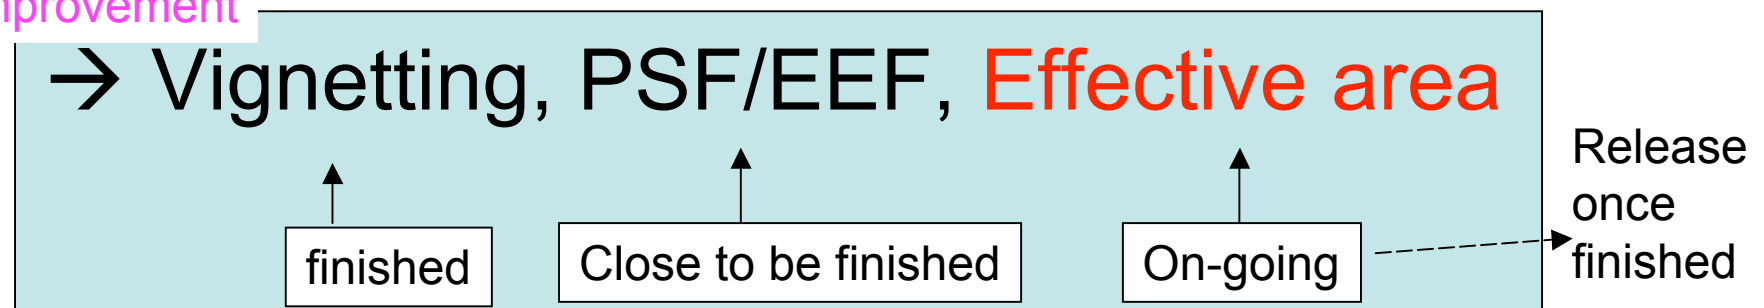 → Vignetting, PSF/EEF, Effective area
finished
Close to be finished
On-going
Release
once
finished